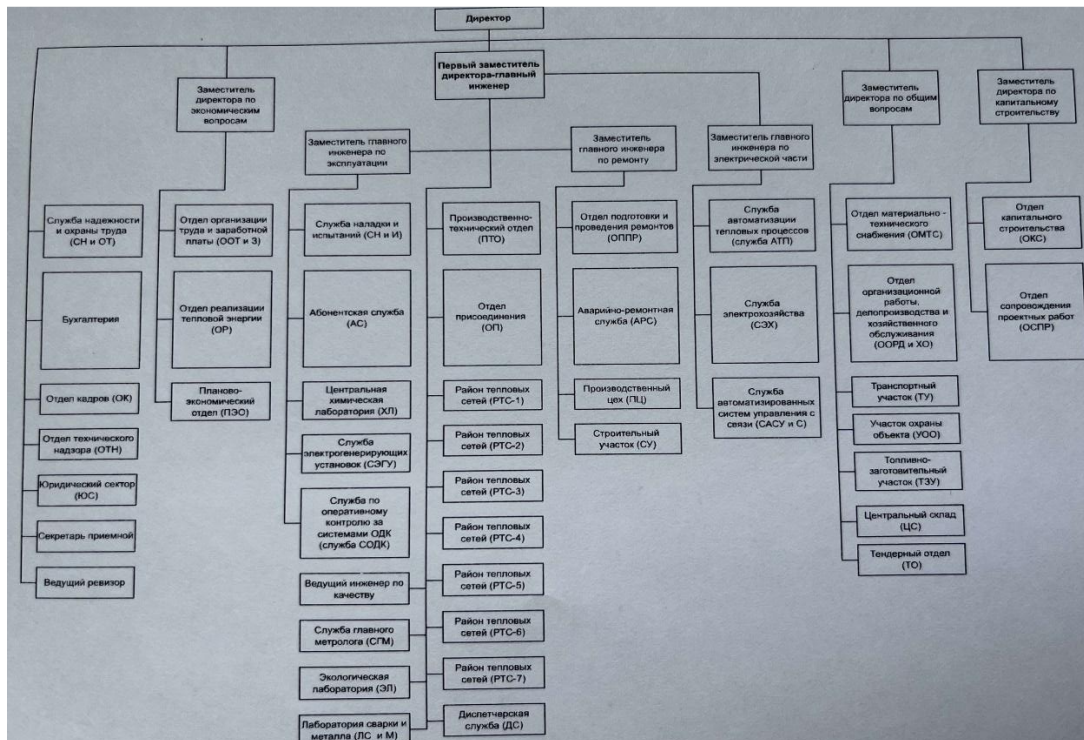 Директор
Первый заместитель
директора-главный
инженер
Заместитель
директора по
экономическим
вопросам
Заместитель
директора по общим
вопросам
Заместитель
директора по
капитальному
строительству
Заместитель главного
инженера по
эксплуатации
Заместитель
главного инженера
по ремонту
Заместитель главного
инженера по
электрической части
Служба надежности
и охраны труда
(СН и ОТ)
Бухгалтерия
Отдел кадров (ОК)
Отдел технического
надзора (ОТН)
Юридический сектор
(ЮС)
Секретарь приемной
Ведущий ревизор
Отдел организации
труда и заработной
платы (ООТ и З)
Отдел реализации
тепловой энергии
(ОР)
Планово-
экономический
отдел (ПЭО)
Служба наладки и
испытаний (СН и И)
Абонентская служба
(АС)
Центральная
химическая
лаборатория (ХЛ)
Служба
электрогенерирующих
установок (СЭГУ)
Служба по
оперативному
контролю за
системами ОДК
(служба СОДК)
Ведущий инженер по
качеству
Служба главного
метролога (СГМ)
Экологическая
лаборатория (ЭЛ)
Лаборатория сварки и
металла (ЛС и М)
Производственно-
технический отдел
(ПТО)
Отдел
присоединения
(ОП)
Район тепловых
сетей (РТС-1)
Район тепловых
сетей (РТС-2)
Район тепловых
сетей (РТС-3)
Район тепловых
сетей (РТС-4)
Район тепловых
сетей (РТС-5)
Район тепловых
сетей (РТС-6)
Район тепловых
сетей (РТС-7)
Диспетчерская
служба (ДС)
Отдел подготовки и
проведения ремонтов
(ОППР)
Аварийно-ремонтная
служба (АРС)
Производственный
цех (ПЦ)
Строительный
участок (СУ)
Служба
автоматизации
тепловых процессов
(служба АТП)
Служба
электрохозяйства
(СЭХ)
Служба
автоматизированных
систем управления с
связи (САСУ и С)
Отдел материально -
технического
снабжения (ОМТС)
Отдел
организационной
работы,
делопроизводства и
хозяйственного
обслуживания
(ООРД и ХО)
Транспортный
участок (ТУ)
Участок охраны
объекта (УОО)
Топливно-
заготовительный
участок (ТЗУ)
Центральный склад
(ЦС)
Тендерный отдел
(ТО)
Отдел
капитального
строительства
(ОКС)
Отдел
сопровождения
проектных работ
(ОСПР)